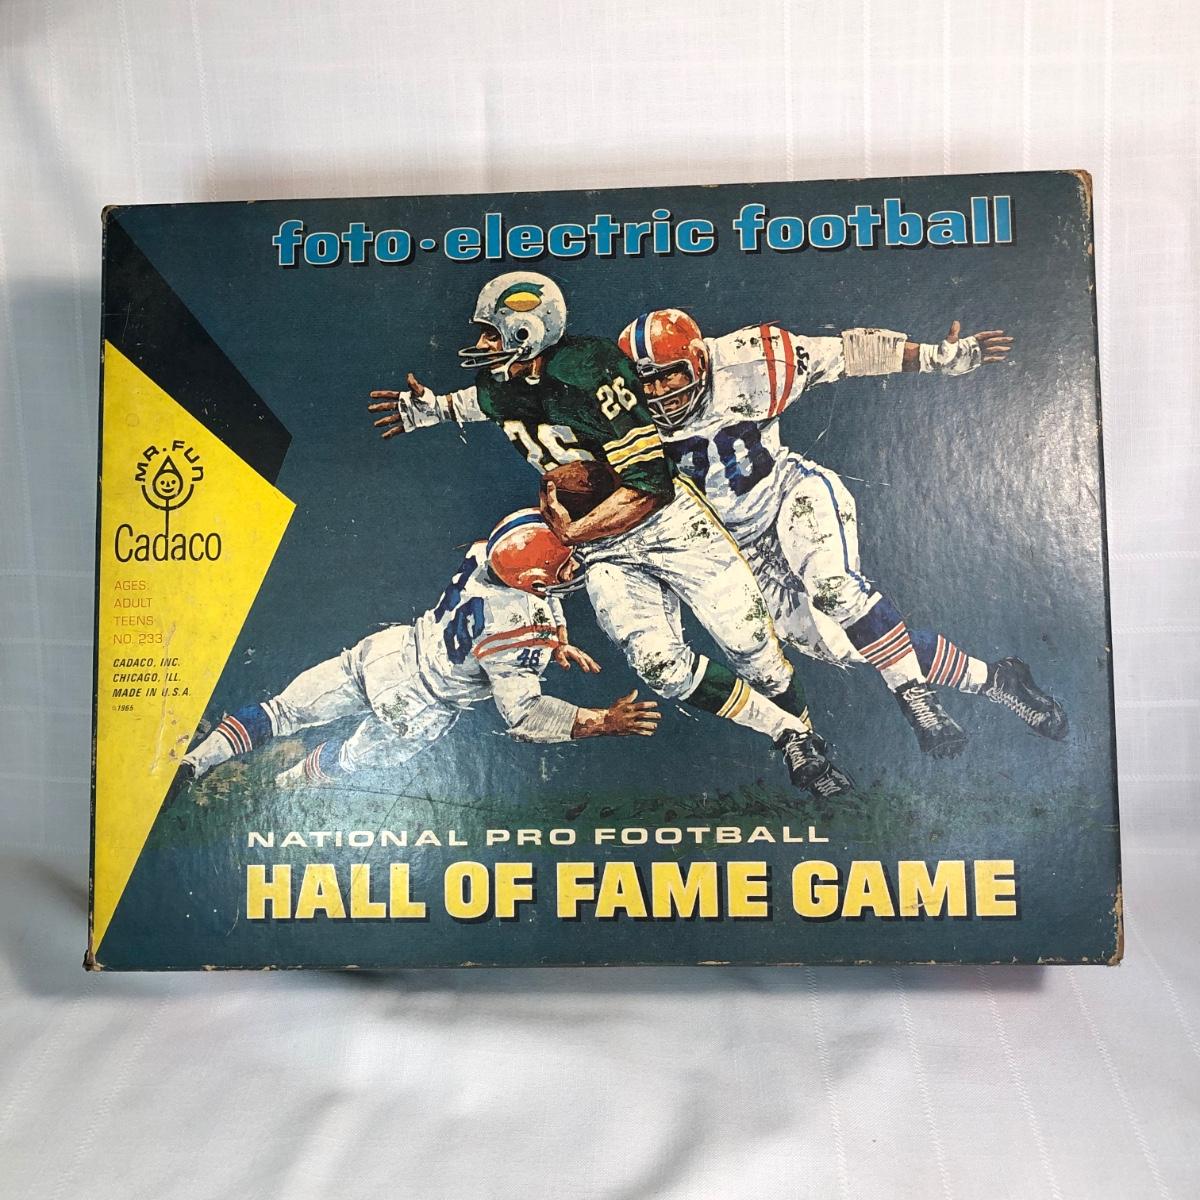 foto·electric football
MR. FUN
Cadaco
AGES
ADULT
TEENS
NO. 233
CADACO, INC.
CHICAGO, ILL.
MADE IN U.S.A.
©1965
26
26
70
48
NATIONAL PRO FOOTBALL
HALL OF FAME GAME